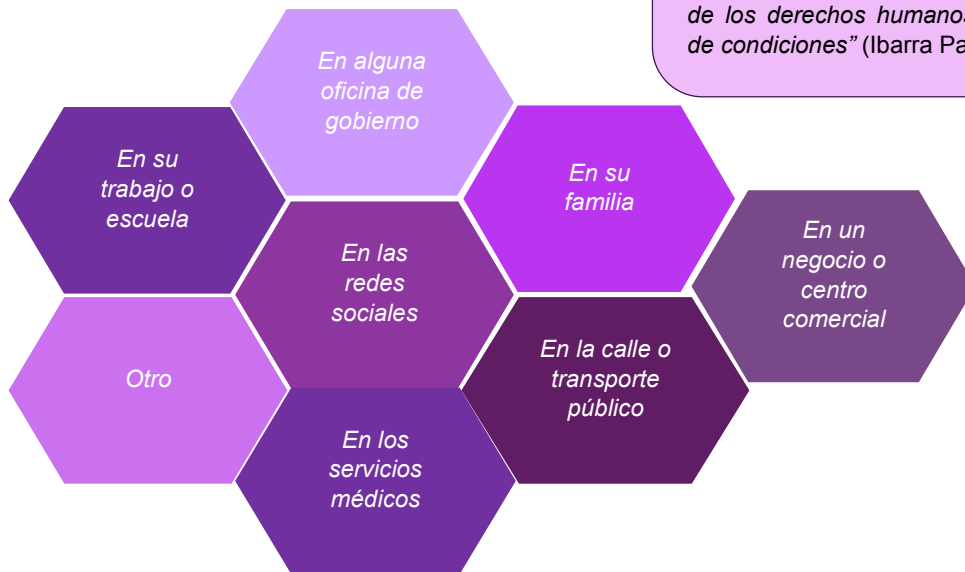 de los derechos humanos
de condiciones” (Ibarra Pa
En alguna
oficina de
gobierno
En su
trabajo o
escuela
En su
familia
En las
redes
sociales
En un
negocio o
centro
comercial
Otro
En la calle o
transporte
público
En los
servicios
médicos